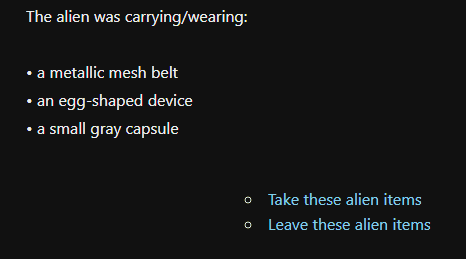 The alien was carrying/wearing:
• a metallic mesh belt
• an egg-shaped device
• a small gray capsule
Take these alien items
Leave these alien items